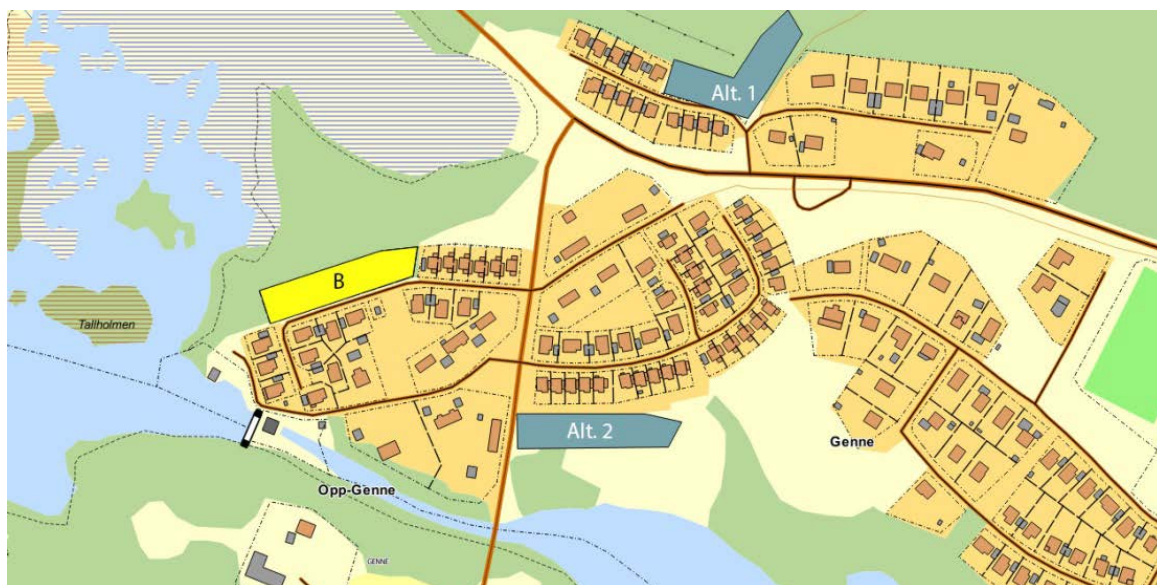 Alt. 1
B
Tallholmen
Alt. 2
Genne
Opp-Genne
GENNE